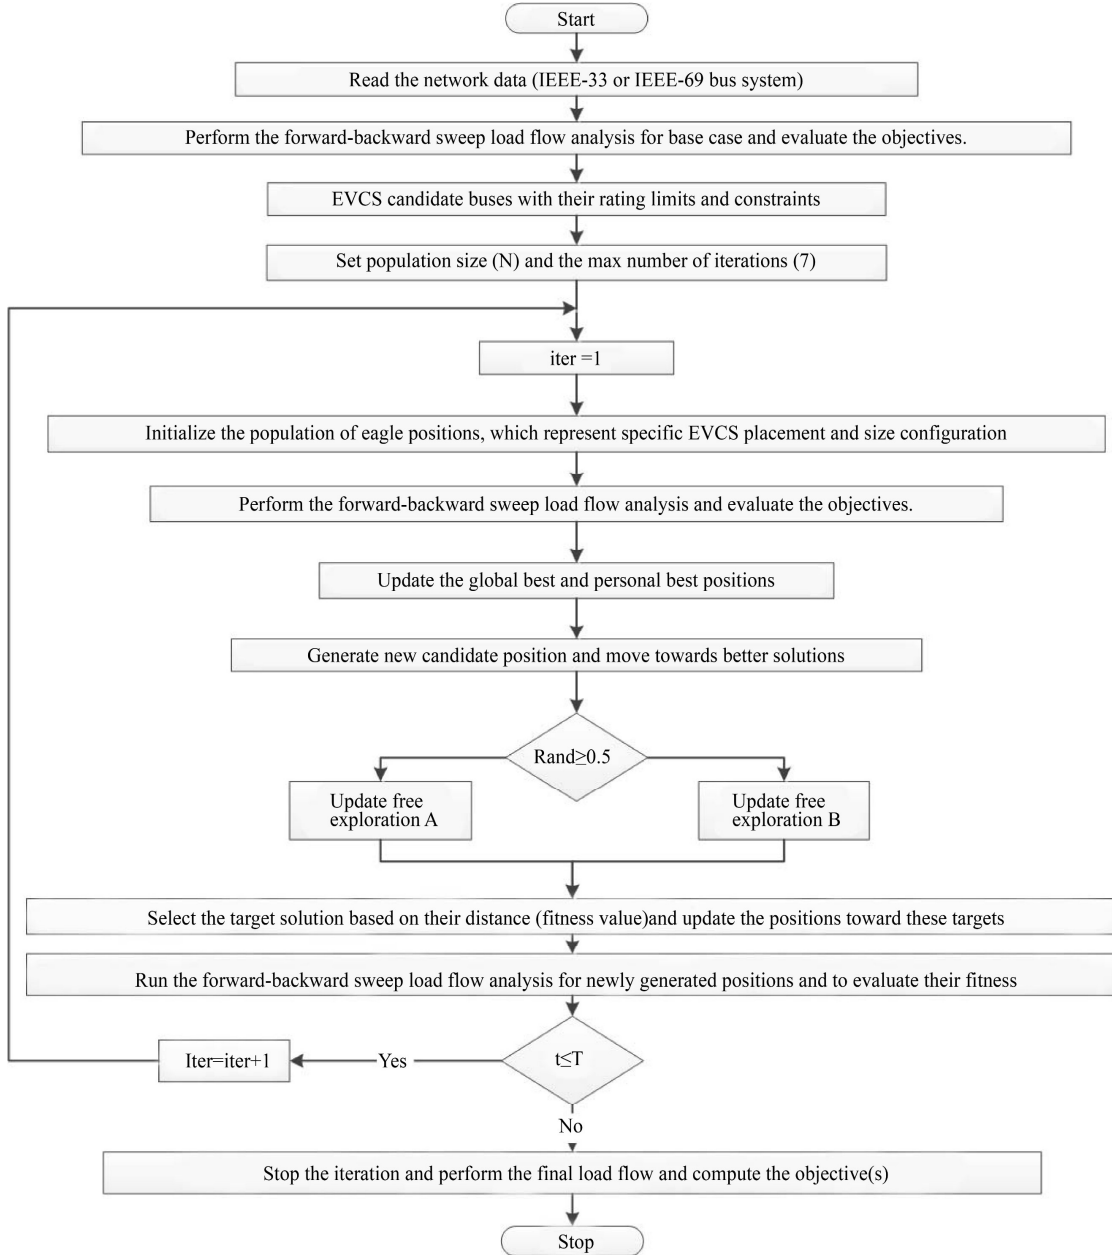 Start
Read the network data (IEEE-33 or IEEE-69 bus system)
Perform the forward-backward sweep load flow analysis for base case and evaluate the objectives.
EVCS candidate buses with their rating limits and constraints
Set population size (N) and the max number of iterations (7)
iter =1
Initialize the population of eagle positions, which represent specific EVCS placement and size configuration
Perform the forward-backward sweep load flow analysis and evaluate the objectives.
Update the global best and personal best positions
Generate new candidate position and move towards better solutions
Rand≥0.5
Update free
exploration A
Update free
exploration B
Select the target solution based on their distance (fitness value)and update the positions toward these targets
Run the forward-backward sweep load flow analysis for newly generated positions and to evaluate their fitness
Iter=iter+1
Yes
t≤T
No
Stop the iteration and perform the final load flow and compute the objective(s)
Stop